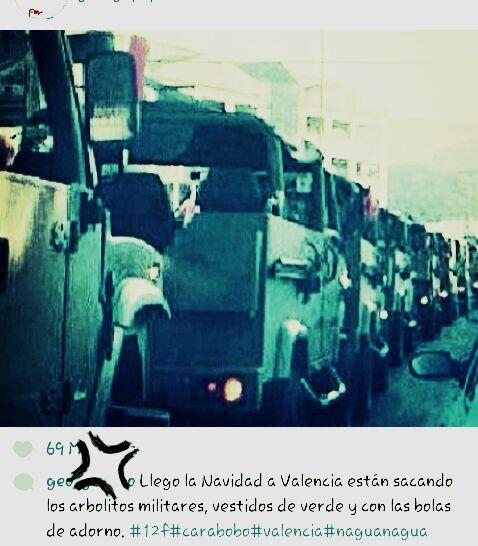 69
Llego la Navidad a Valencia están sacando
los arbolitos militares, vestidos de verde y con las bolas
de adorno. #12f#carabobo#valencia#naguanagua